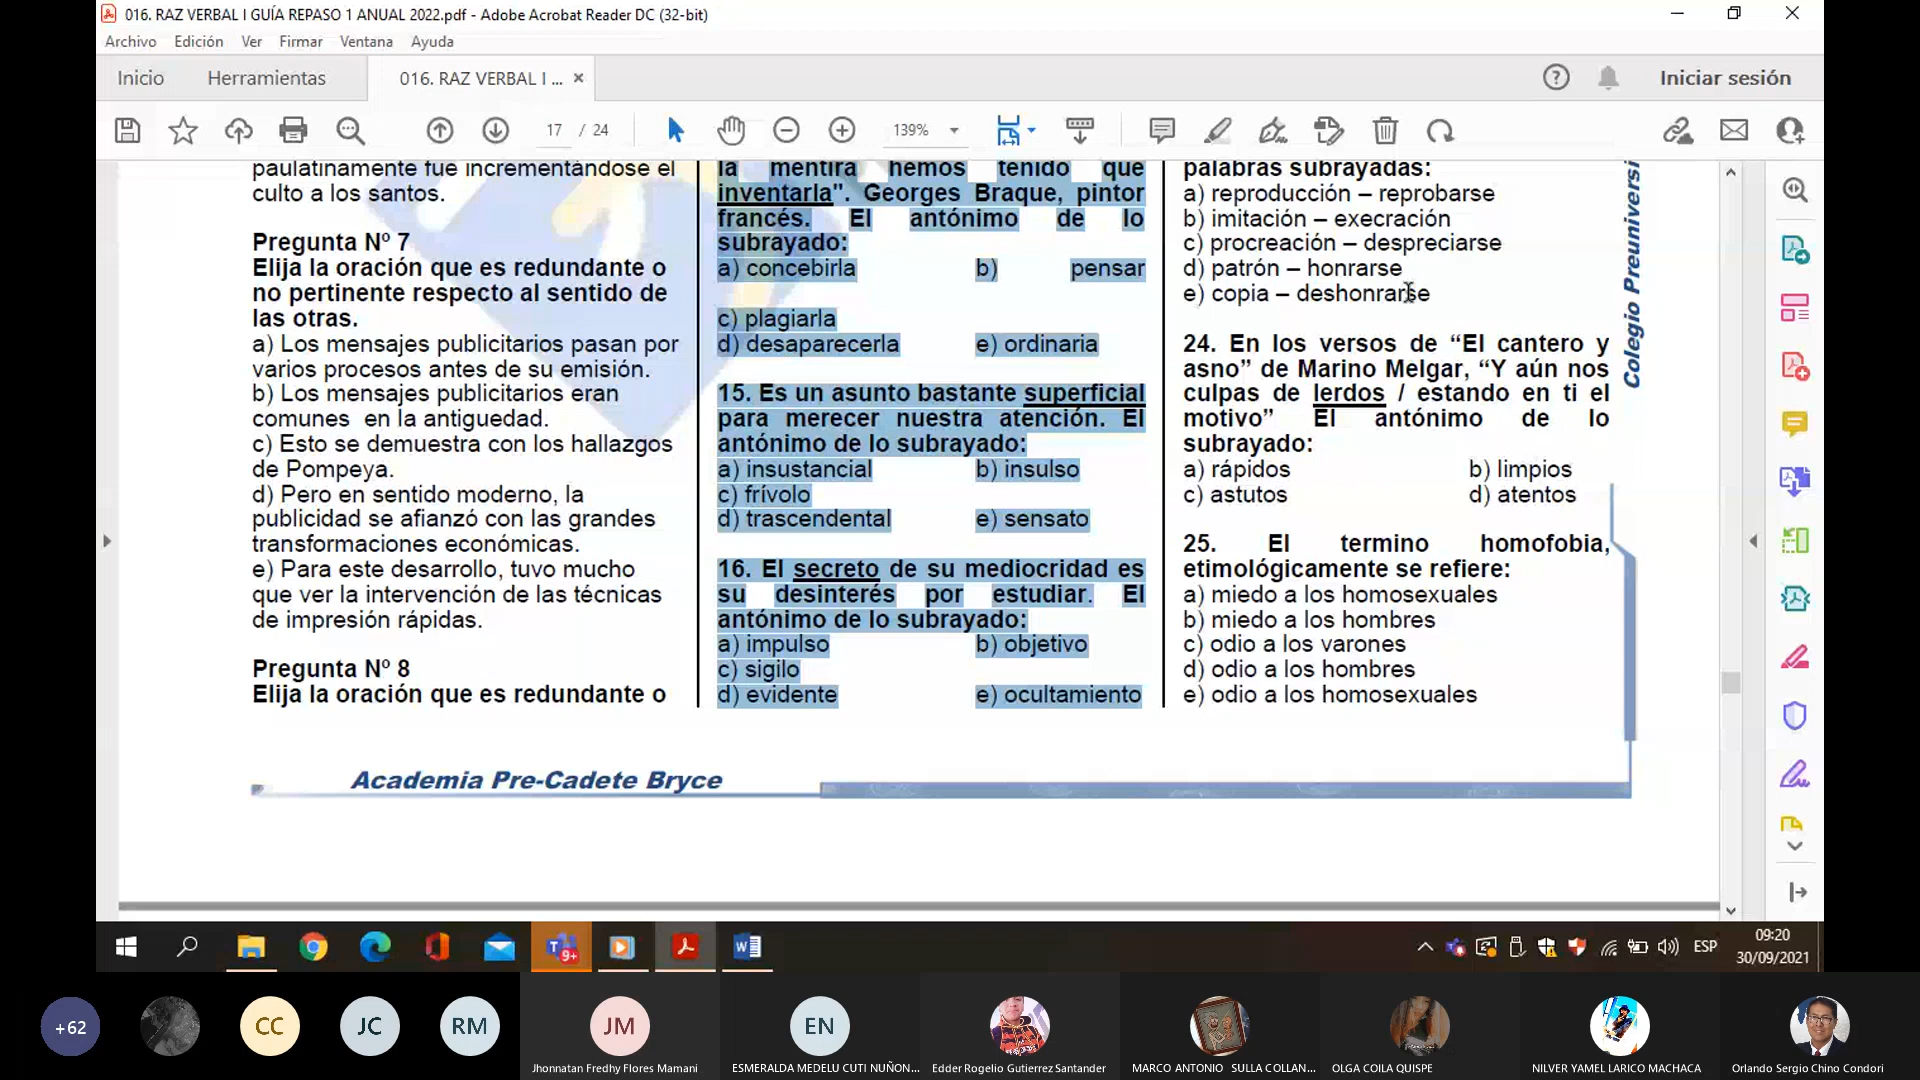 016. RAZ VERBAL I GUÍA REPASO 1 ANUAL 2022.pdf - Adobe Acrobat Reader DC (32-bit)
Archivo Edición Ver Firmar Ventana Ayuda
Inicio Herramientas 016. RAZ VERBAL I ... × Iniciar sesión
17 / 24 139%
paulatinamente fue incrementándose el
culto a los santos.
Pregunta Nº 7
Elija la oración que es redundante o
no pertinente respecto al sentido de
las otras.
a) Los mensajes publicitarios pasan por
varios procesos antes de su emisión.
b) Los mensajes publicitarios eran
comunes en la antiguedad.
c) Esto se demuestra con los hallazgos
de Pompeya.
d) Pero en sentido moderno, la
publicidad se afianzó con las grandes
transformaciones económicas.
e) Para este desarrollo, tuvo mucho
que ver la intervención de las técnicas
de impresión rápidas.
Pregunta Nº 8
Elija la oración que es redundante o
la mentira hemos tenido que
inventarla". Georges Braque, pintor
francés. El antónimo de lo
subrayado:
a) concebirla b) pensar
c) plagiarla
d) desaparecerla e) ordinaria
15. Es un asunto bastante superficial
para merecer nuestra atención. El
antónimo de lo subrayado:
a) insustancial b) insulso
c) frívolo
d) trascendental e) sensato
16. El secreto de su mediocridad es
su desinterés por estudiar. El
antónimo de lo subrayado:
a) impulso b) objetivo
c) sigilo
d) evidente e) ocultamiento
palabras subrayadas:
a) reproducción – reprobarse
b) imitación – execración
c) procreación – despreciarse
d) patrón – honrarse
e) copia – deshonrarse
24. En los versos de “El cantero y
asno” de Marino Melgar, “Y aún nos
culpas de lerdos / estando en ti el
motivo” El antónimo de lo
subrayado:
a) rápidos b) limpios
c) astutos d) atentos
25. El termino homofobia,
etimológicamente se refiere:
a) miedo a los homosexuales
b) miedo a los hombres
c) odio a los varones
d) odio a los hombres
e) odio a los homosexuales
Colegio Preuniversi
Academia Pre-Cadete Bryce
9+
ESP
09:20
30/09/2021
+62
CC
JC
RM
JM
EN
Jhonnatan Fredhy Flores Mamani
ESMERALDA MEDELU CUTI NUÑON...
Edder Rogelio Gutierrez Santander
MARCO ANTONIO SULLA COLLAN...
OLGA COILA QUISPE
NILVER YAMEL LARICO MACHACA
Orlando Sergio Chino Condori